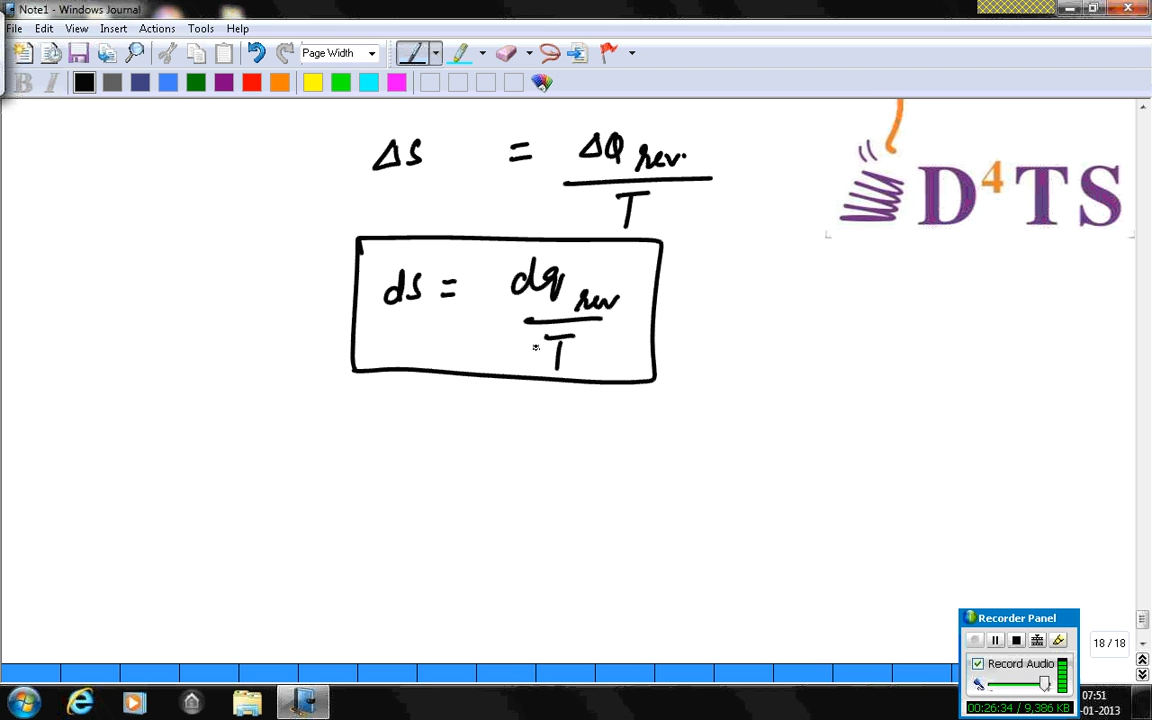 Note1 - Windows Journal
File Edit View Insert Actions Tools Help
Page Width
B I
ΔS = ΔQ rev.
T
dS = dq rev
T
D4TS
Recorder Panel
Record Audio
00:26:34 / 9,386 KB
18 / 18
07:51
-01-2013